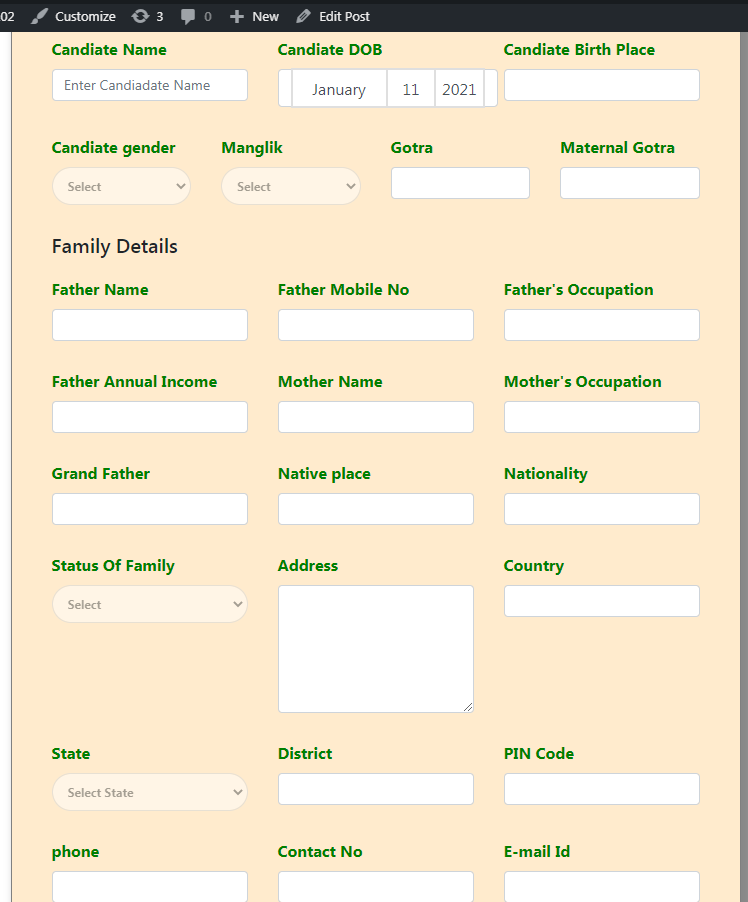 02 Customize 3 0 New Edit Post
Candiate Name Candiate DOB Candiate Birth Place
Enter Candiadate Name January 11 2021
Candiate gender Manglik Gotra Maternal Gotra
Select Select
Family Details
Father Name Father Mobile No Father's Occupation
Father Annual Income Mother Name Mother's Occupation
Grand Father Native place Nationality
Status Of Family Address Country
Select
State District PIN Code
Select State
phone Contact No E-mail Id